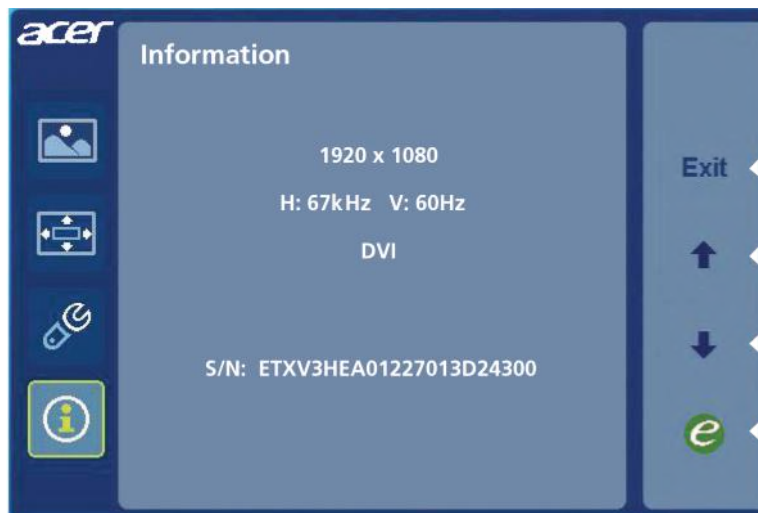 acer
Information
1920 x 1080
H: 67kHz V: 60Hz
DVI
S/N: ETXV3HEA01227013D24300
Exit
e